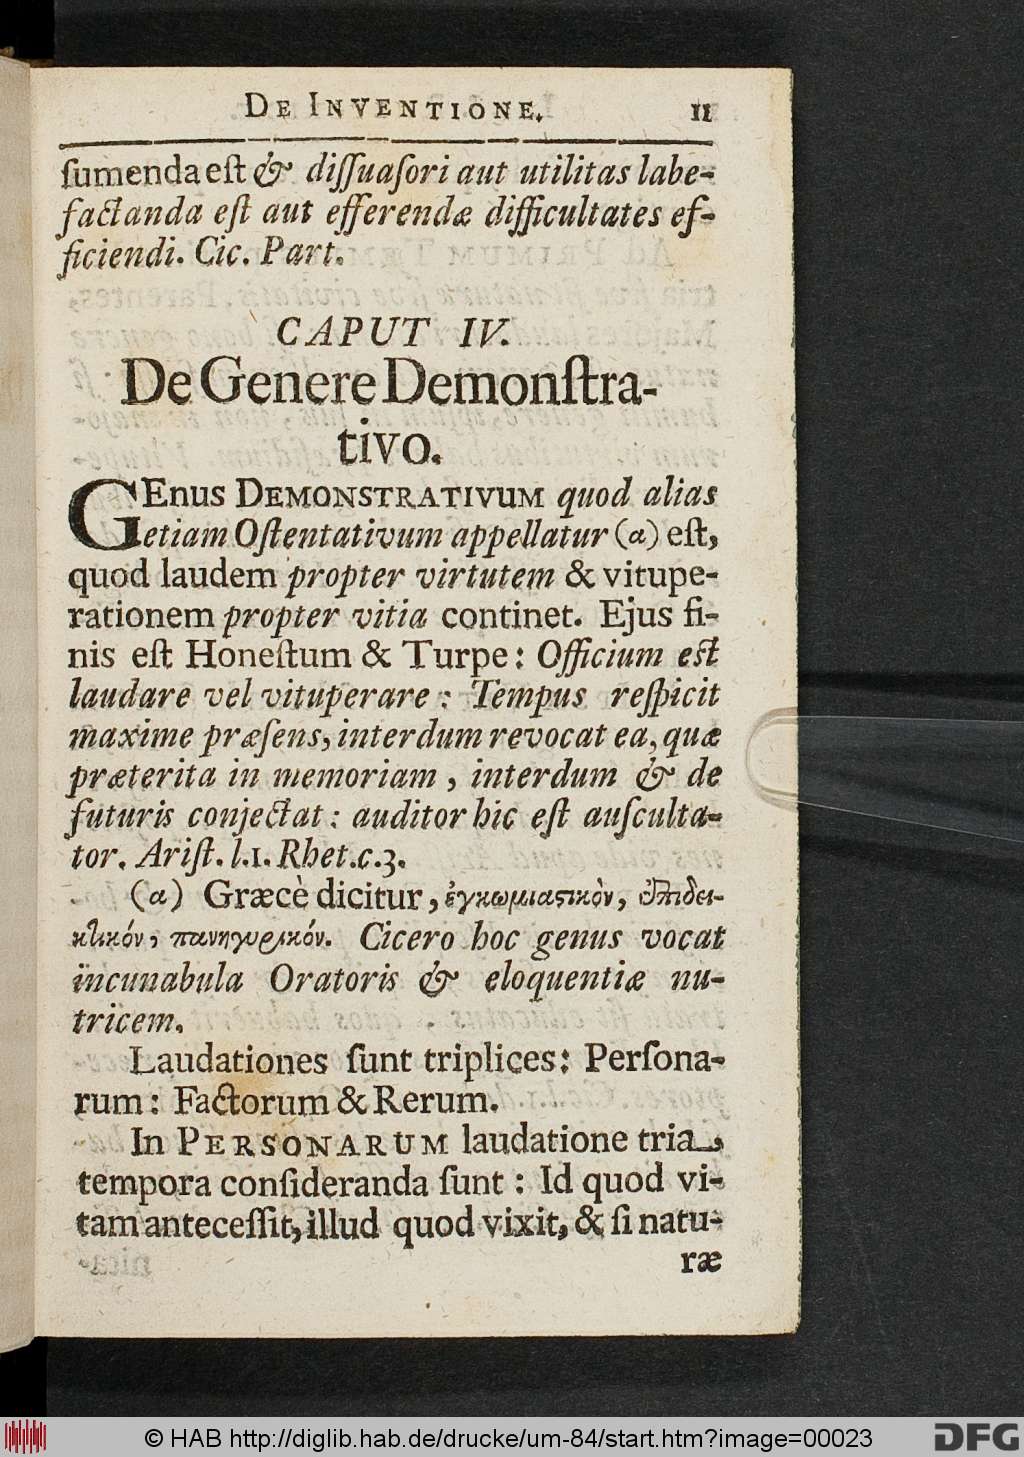 De Inventione. 11
ſumenda eſt & diſſuaſori aut utilitas labe-
factanda eſt aut efferendæ difficultates ef-
ficiendi. Cic. Part.
CAPUT IV.
De Genere Demonſtra-
tivo.
GEnus DEMONSTRATIVUM quod alias
etiam Oſtentativum appellatur (α) eſt,
quod laudem propter virtutem & vitupe-
rationem propter vitia continet. Ejus fi-
nis eſt Honeſtum & Turpe: Officium eſt
laudare vel vituperare: Tempus reſpicit
maxime præſens, interdum revocat ea, quæ
præterita in memoriam, interdum & de
futuris conjectat: auditor hic eſt auſculta-
tor. Ariſt. l.1. Rhet.c.3.
(α) Græcè dicitur, ἐγκωμιαϛικὸν, ἐπιδει-
κτικόν, πανηγυρικόν. Cicero hoc genus vocat
incunabula Oratoris & eloquentiæ nu-
tricem.
Laudationes ſunt triplices: Perſona-
rum: Factorum & Rerum.
In PERSONARUM laudatione tria,
tempora conſideranda ſunt: Id quod vi-
tam anteceſſit, illud quod vixit, & ſi natu-
ræ
© HAB http://diglib.hab.de/drucke/um-84/start.htm?image=00023
DFG